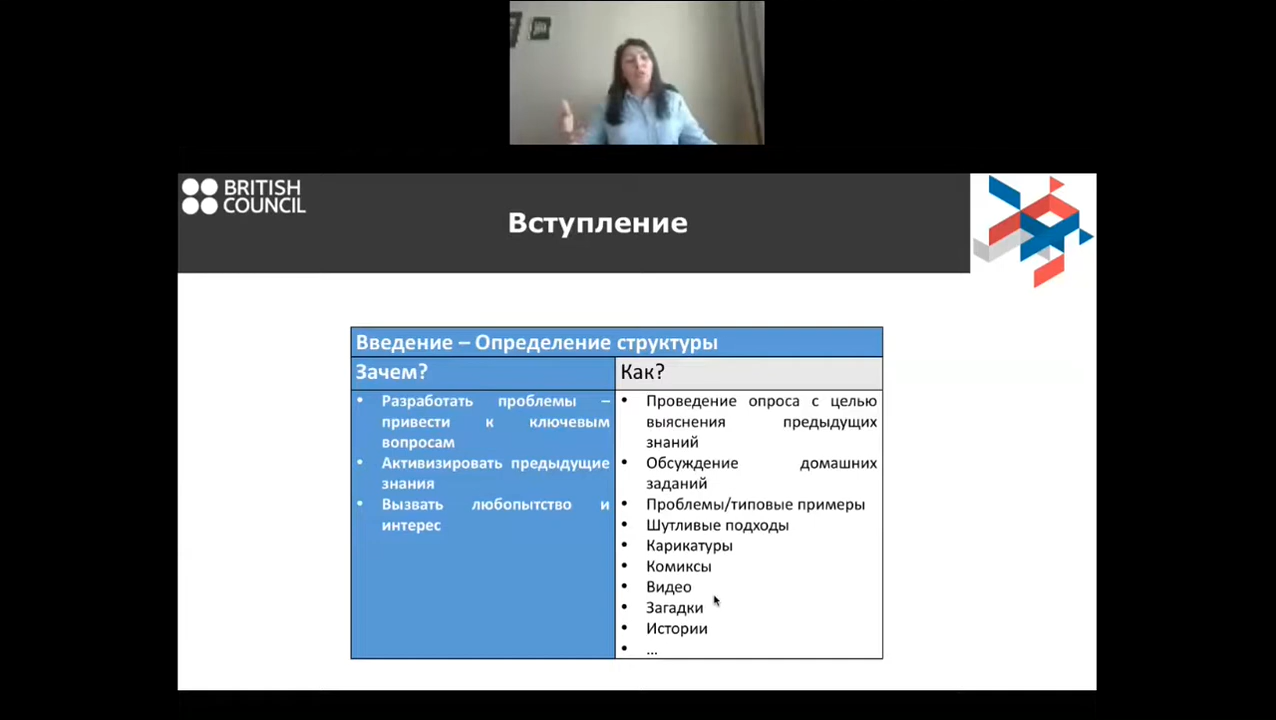 BRITISH
COUNCIL
Вступление
Введение – Определение структуры
Зачем?
• Разработать проблемы –
привести к ключевым
вопросам
• Активизировать предыдущие
знания
• Вызвать любопытство и
интерес
Как?
• Проведение опроса с целью
выяснения предыдущих
знаний
• Обсуждение домашних
заданий
• Проблемы/типовые примеры
• Шутливые подходы
• Карикатуры
• Комиксы
• Видео
• Загадки
• Истории
• ...